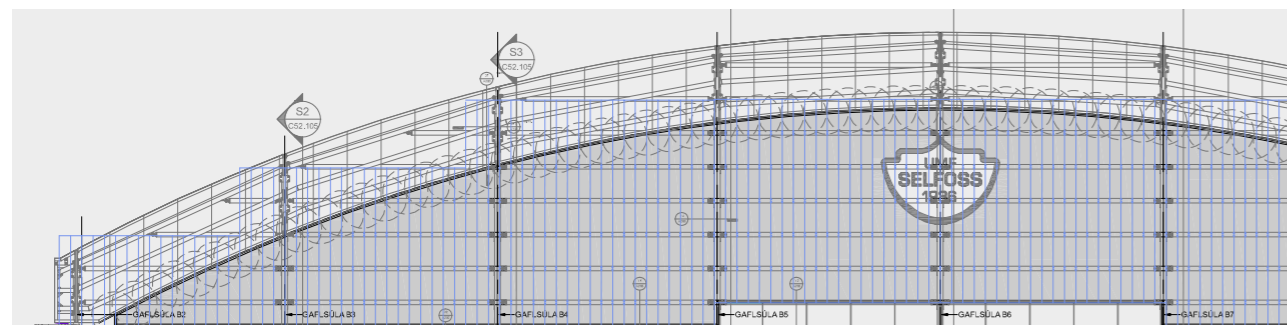 S3
C52.105
S2
C52.105
UMF
SELFOSS
1936
GAFLSÚLA B2
GAFLSÚLA B3
GAFLSÚLA B4
GAFLSÚLA B5
GAFLSÚLA B6
GAFLSÚLA B7